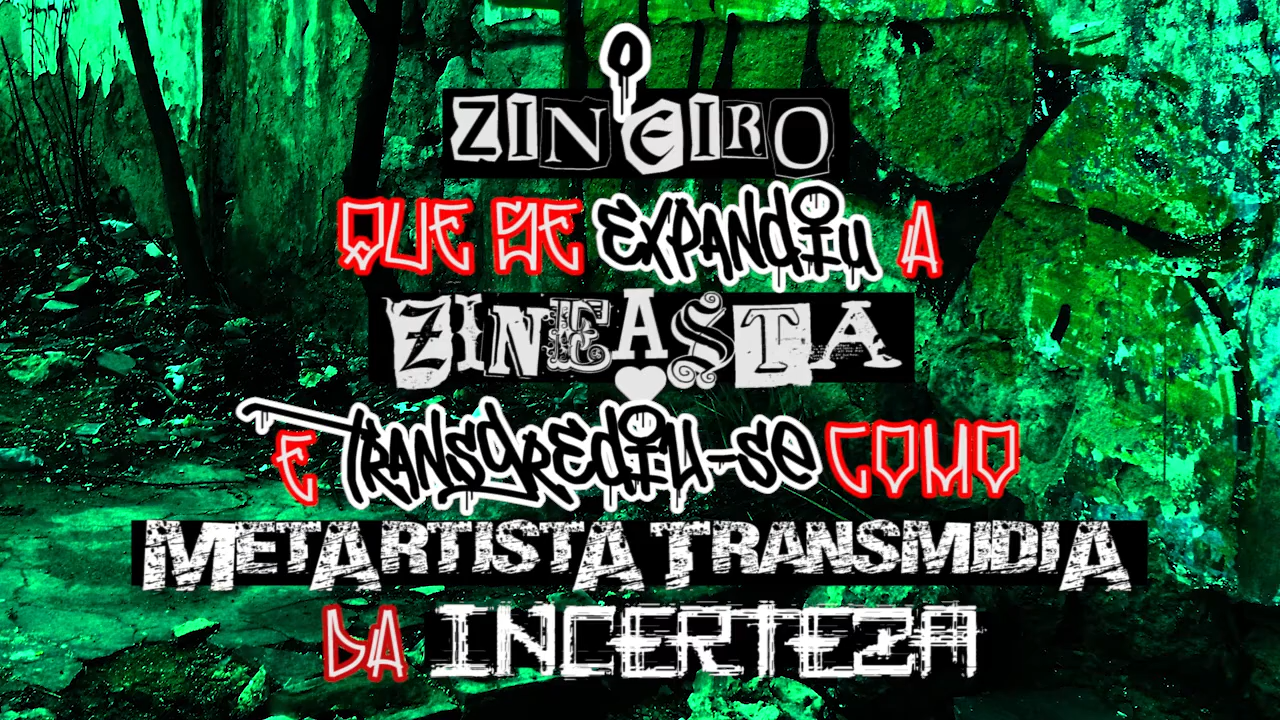 O
ZINEIRO
QUE SE EXPANDIU A
ZINEASTA
E TRANSGREDIU-SE COMO
METARTISTA TRANSMIDIA
DA INCERTEZA